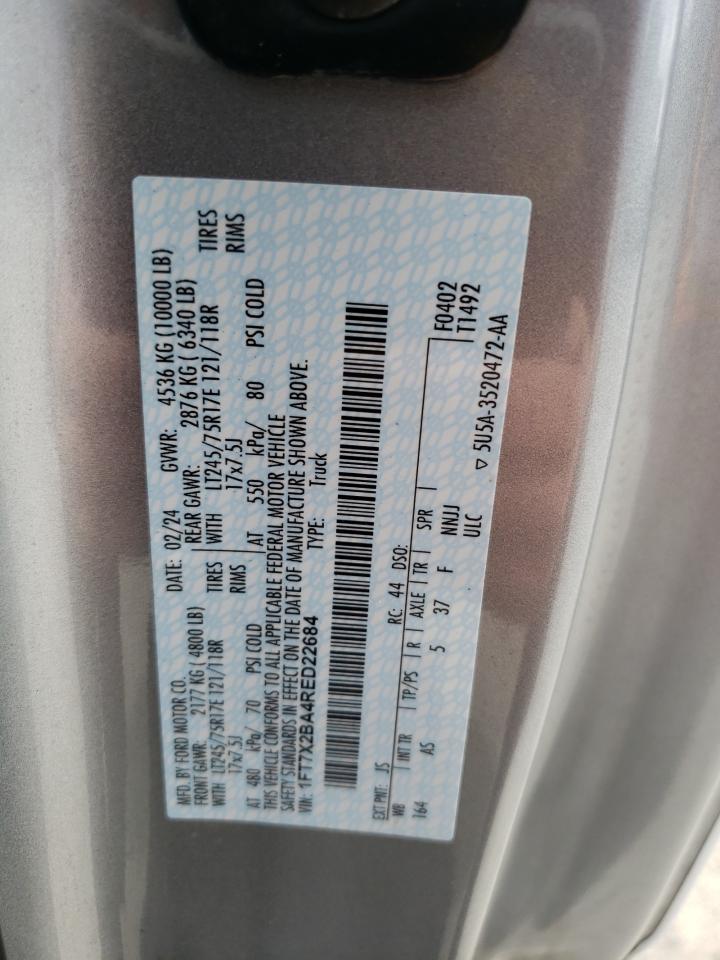 MFD. BY FORD MOTOR CO.
DATE: 02/24 GVWR: 4536 KG (10000 LB)
FRONT GAWR: 2177 KG ( 4800 LB) REAR GAWR: 2876 KG ( 6340 LB)
WITH LT245/75R17E 121/118R TIRES WITH LT245/75R17E 121/118R TIRES
17x7.5J RIMS 17x7.5J RIMS
AT 480 kPa/ 70 PSI COLD AT 550 kPa/ 80 PSI COLD
THIS VEHICLE CONFORMS TO ALL APPLICABLE FEDERAL MOTOR VEHICLE
SAFETY STANDARDS IN EFFECT ON THE DATE OF MANUFACTURE SHOWN ABOVE.
VIN: 1FT7X2BA4RED22684 TYPE: Truck
EXT PNT: JS RC: 44 DSO: F0402
WB INT TR TP/PS R AXLE TR SPR T1492
164 AS 5 37 F NNJJ
UJC ▽ 5U5A-3520472-AA